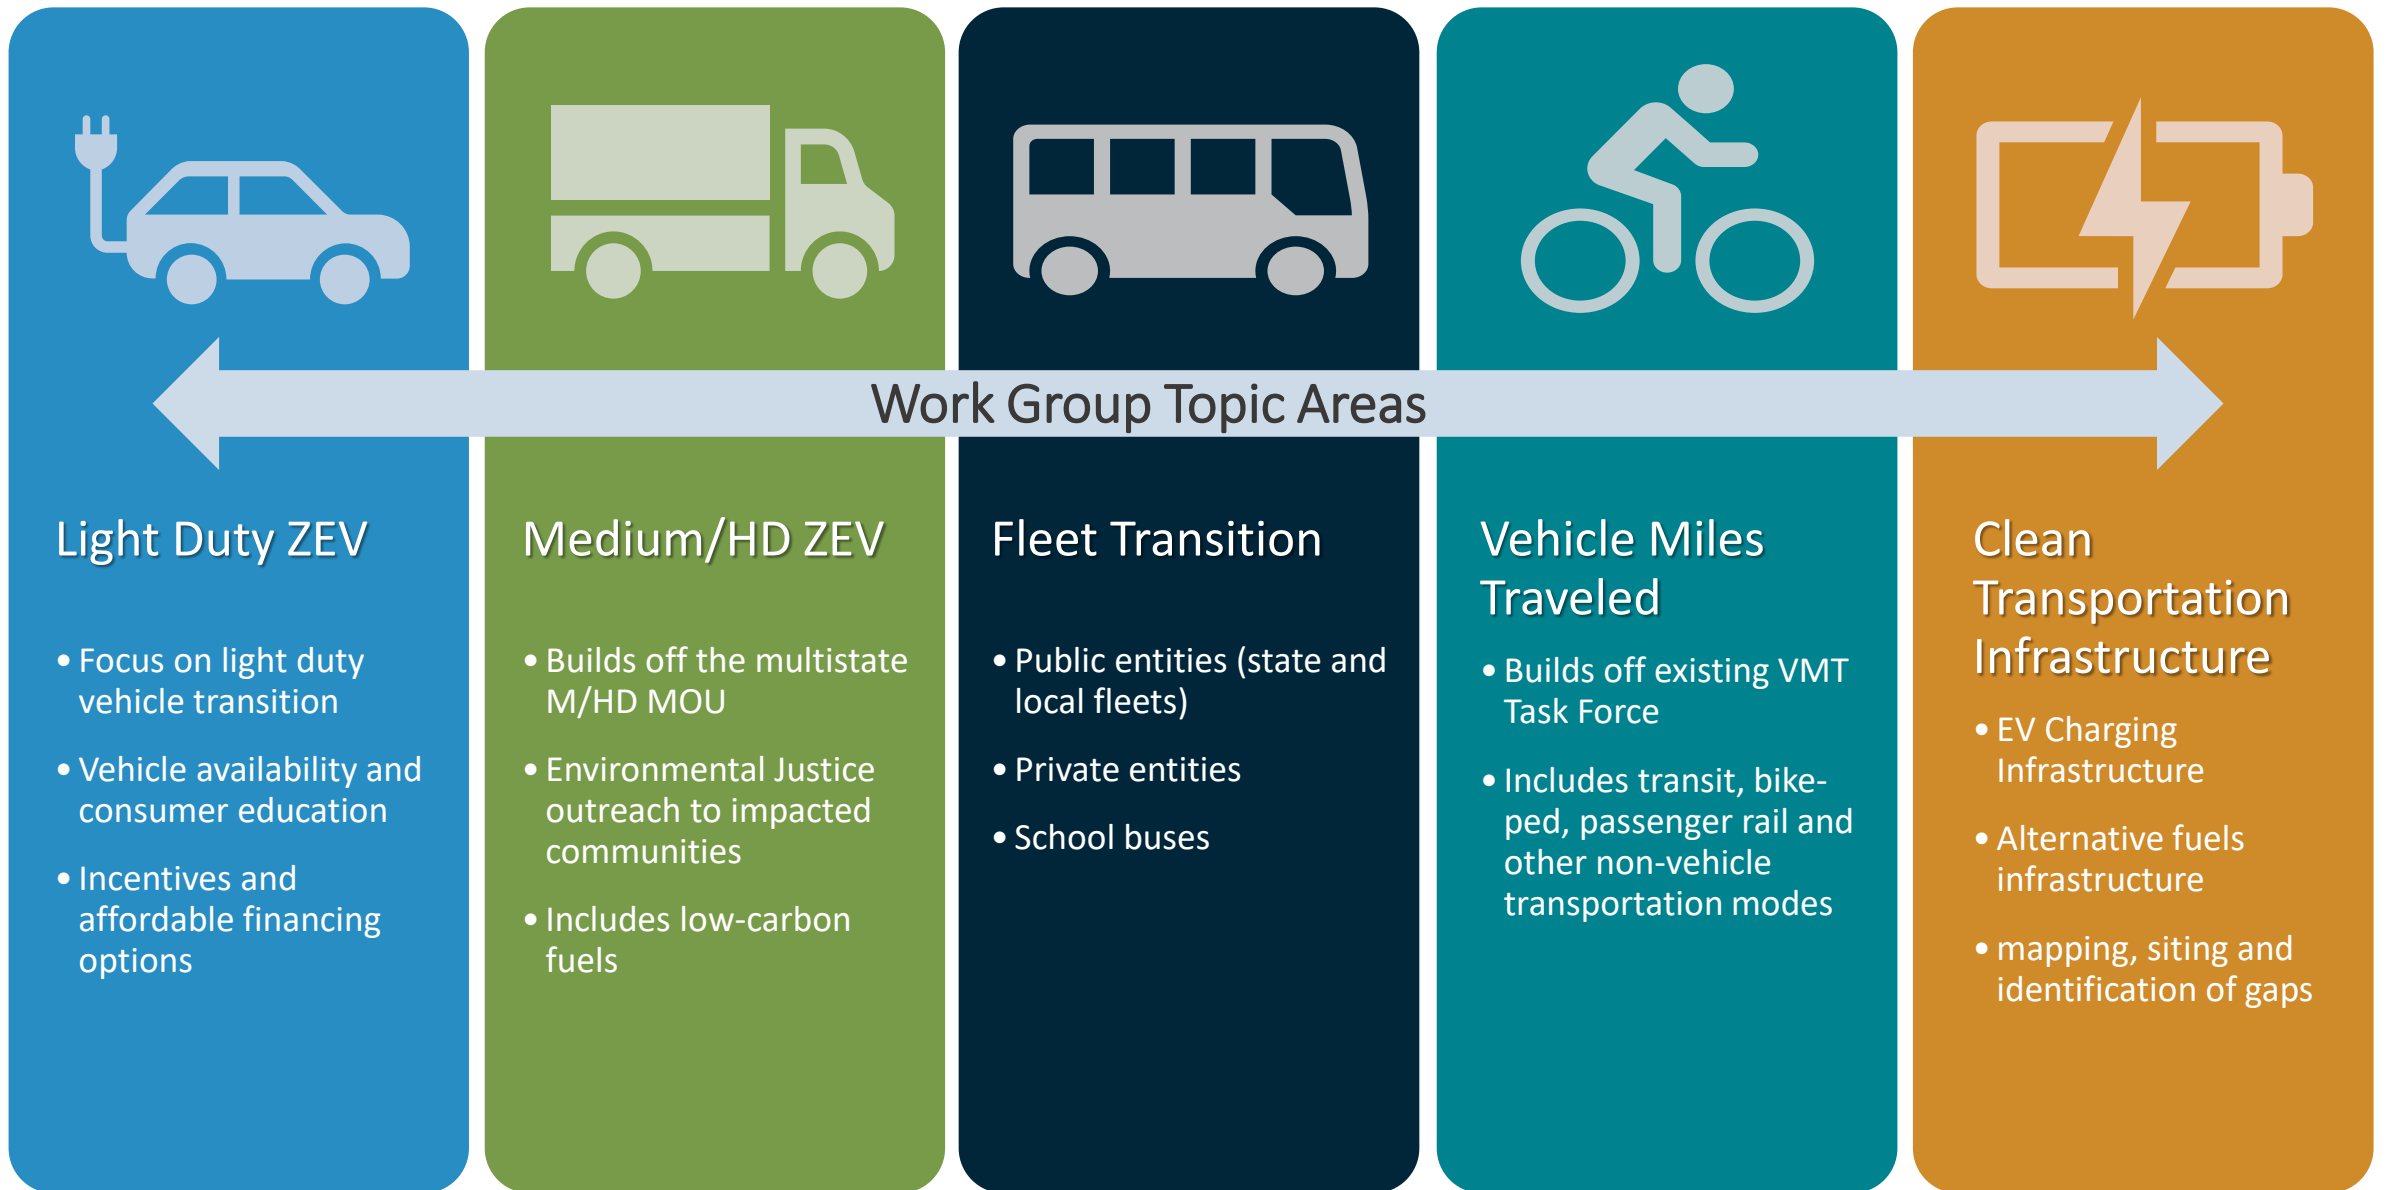 Work Group Topic Areas
Light Duty ZEV
• Focus on light duty
vehicle transition
• Vehicle availability and
consumer education
• Incentives and
affordable financing
options
Medium/HD ZEV
• Builds off the multistate
M/HD MOU
• Environmental Justice
outreach to impacted
communities
• Includes low-carbon
fuels
Fleet Transition
• Public entities (state and
local fleets)
• Private entities
• School buses
Vehicle Miles
Traveled
• Builds off existing VMT
Task Force
• Includes transit, bike-
ped, passenger rail and
other non-vehicle
transportation modes
Clean
Transportation
Infrastructure
• EV Charging
Infrastructure
• Alternative fuels
infrastructure
• mapping, siting and
identification of gaps